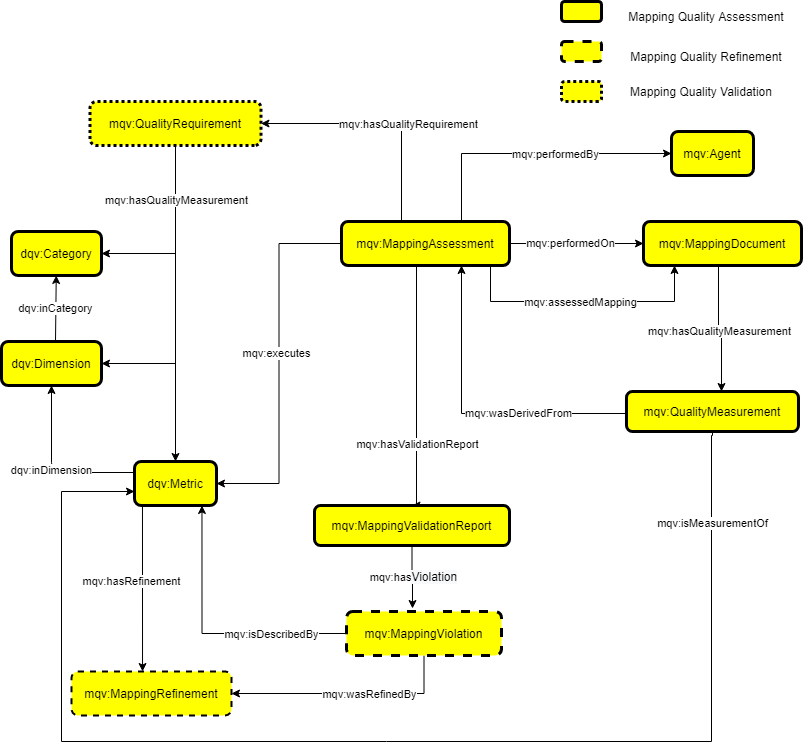 Mapping Quality Assessment
Mapping Quality Refinement
Mapping Quality Validation
mqv:QualityRequirement
mqv:hasQualityRequirement
mqv:performedBy
mqv:Agent
mqv:hasQualityMeasurement
dqv:Category
mqv:MappingAssessment
mqv:performedOn
mqv:MappingDocument
dqv:inCategory
mqv:assessedMapping
mqv:hasQualityMeasurement
mqv:executes
dqv:Dimension
mqv:wasDerivedFrom
mqv:QualityMeasurement
mqv:hasValidationReport
dqv:inDimension
dqv:Metric
mqv:MappingValidationReport
mqv:isMeasurementOf
mqv:hasRefinement
mqv:hasViolation
mqv:isDescribedBy
mqv:MappingViolation
mqv:MappingRefinement
mqv:wasRefinedBy